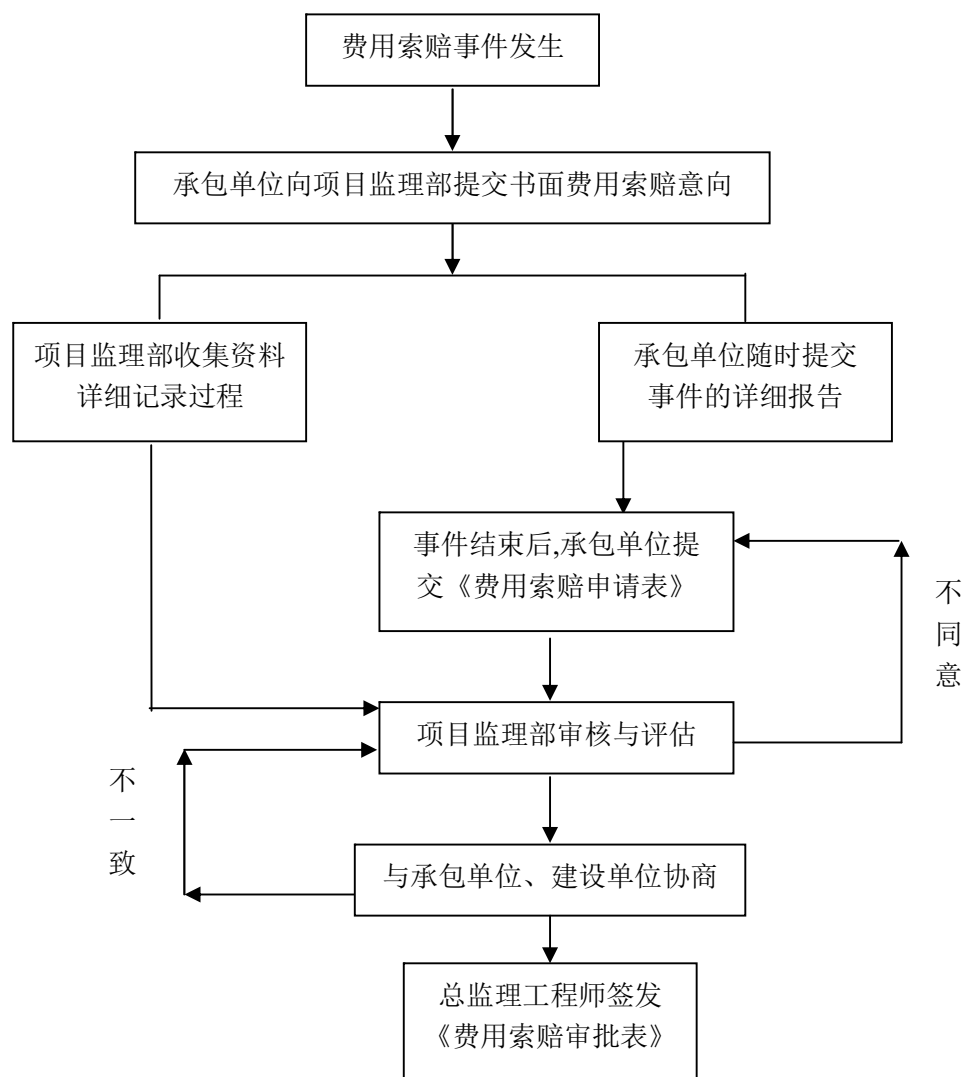 费用索赔事件发生
承包单位向项目监理部提交书面费用索赔意向
项目监理部收集资料
详细记录过程
承包单位随时提交
事件的详细报告
事件结束后,承包单位提
交《费用索赔申请表》
不
同
意
项目监理部审核与评估
不
一
致
与承包单位、建设单位协商
总监理工程师签发
《费用索赔审批表》